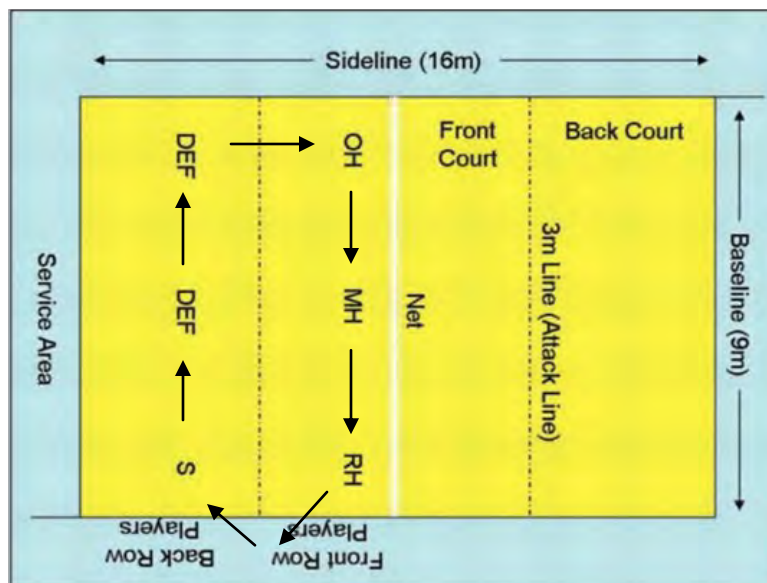 Sideline (16m)
DEF
OH
Front
Court
Back Court
Service Area
DEF
MH
Net
3m Line (Attack Line)
Baseline (9m)
S
RH
Back Row
Players
Front Row
Players